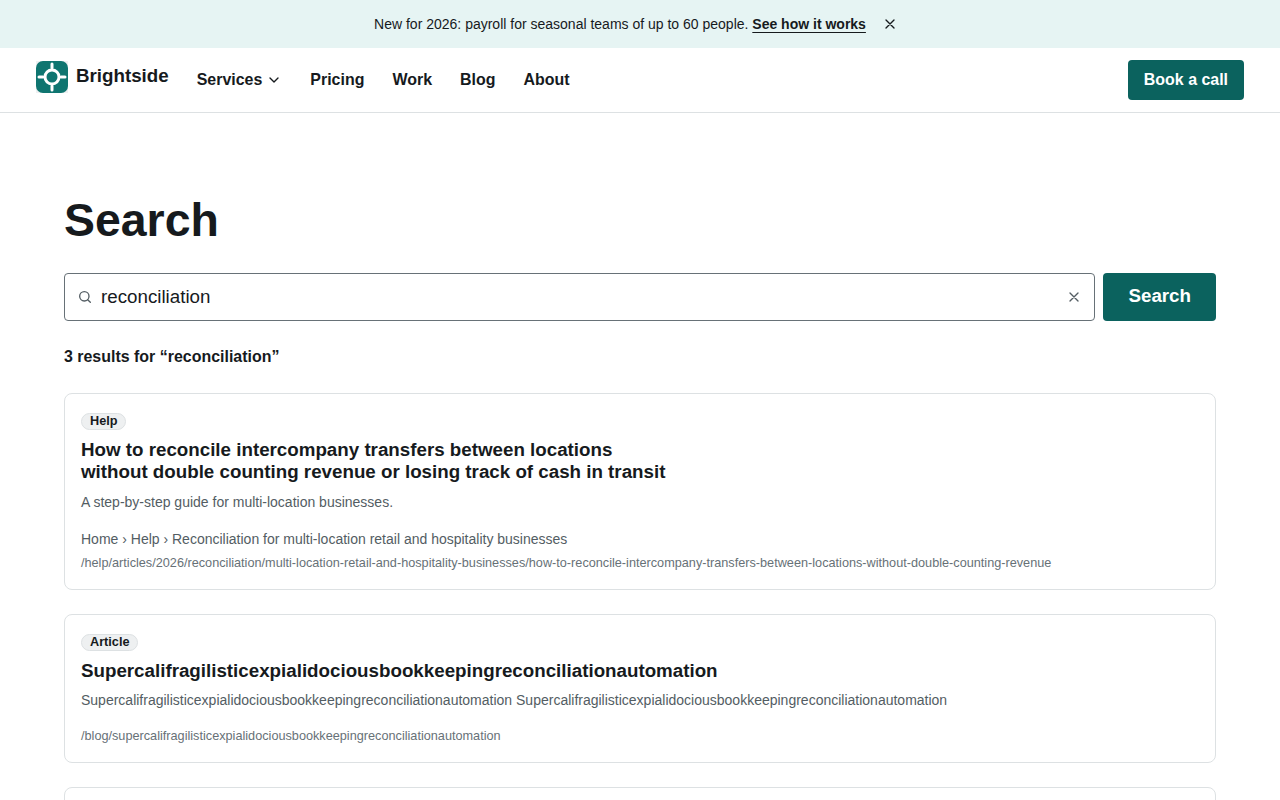 New for 2026: payroll for seasonal teams of up to 60 people. See how it works
Brightside
Services
Pricing
Work
Blog
About
Book a call
Search
reconciliation
Search
3 results for “reconciliation”
Help
How to reconcile intercompany transfers between locations
without double counting revenue or losing track of cash in transit
A step-by-step guide for multi-location businesses.
Home › Help › Reconciliation for multi-location retail and hospitality businesses
/help/articles/2026/reconciliation/multi-location-retail-and-hospitality-businesses/how-to-reconcile-intercompany-transfers-between-locations-without-double-counting-revenue
Article
Supercalifragilisticexpialidociousbookkeepingreconciliationautomation
Supercalifragilisticexpialidociousbookkeepingreconciliationautomation Supercalifragilisticexpialidociousbookkeepingreconciliationautomation
/blog/supercalifragilisticexpialidociousbookkeepingreconciliationautomation